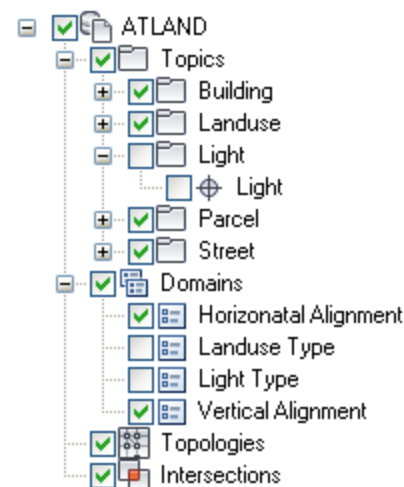 ATLAND
Topics
Building
Landuse
Light
Light
Parcel
Street
Domains
Horizonatal Alignment
Landuse Type
Light Type
Vertical Alignment
Topologies
Intersections